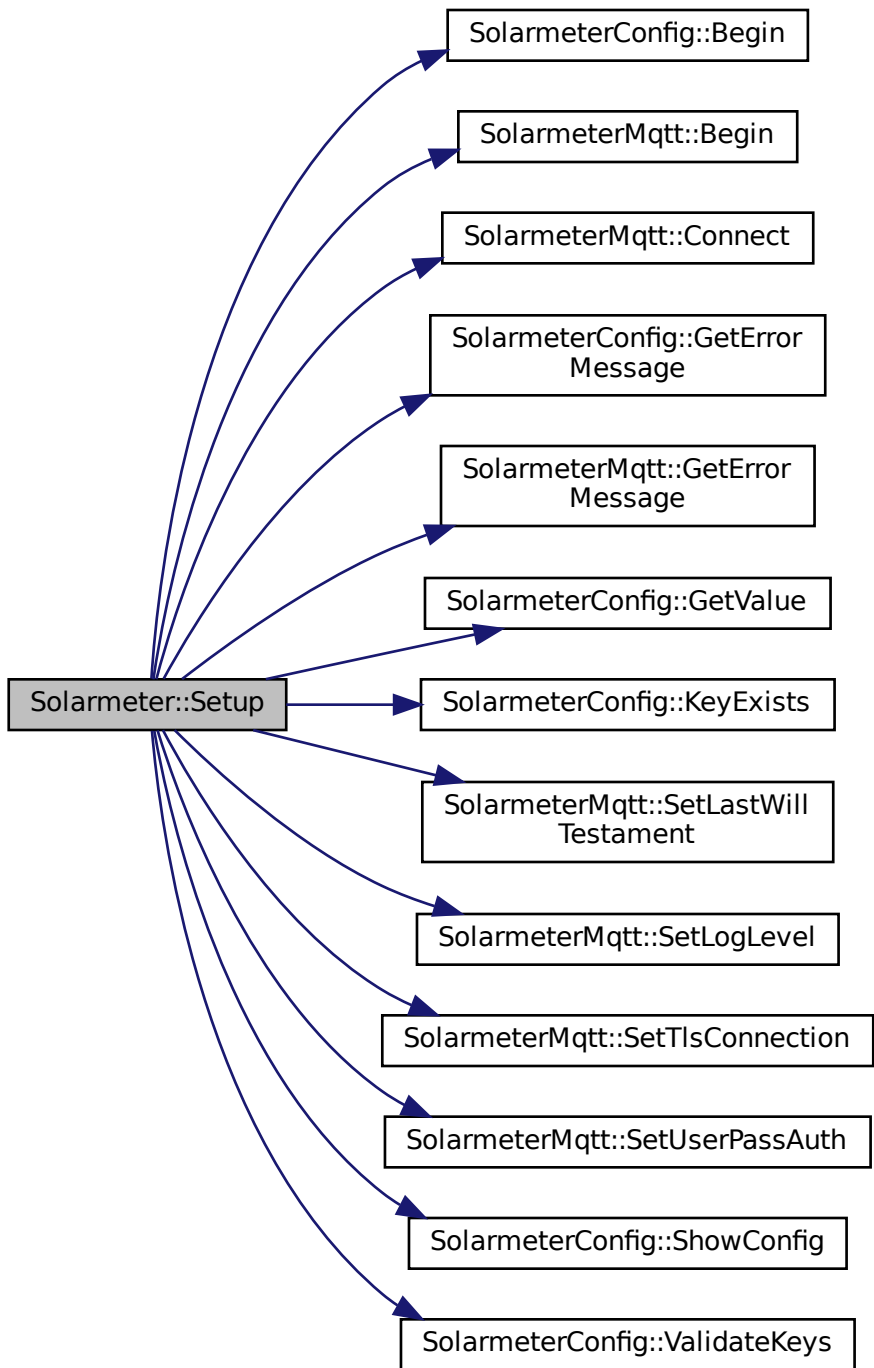 SolarmeterConfig::Begin
SolarmeterMqtt::Begin
SolarmeterMqtt::Connect
SolarmeterConfig::GetError
Message
SolarmeterMqtt::GetError
Message
SolarmeterConfig::GetValue
Solarmeter::Setup
SolarmeterConfig::KeyExists
SolarmeterMqtt::SetLastWill
Testament
SolarmeterMqtt::SetLogLevel
SolarmeterMqtt::SetTlsConnection
SolarmeterMqtt::SetUserPassAuth
SolarmeterConfig::ShowConfig
SolarmeterConfig::ValidateKeys